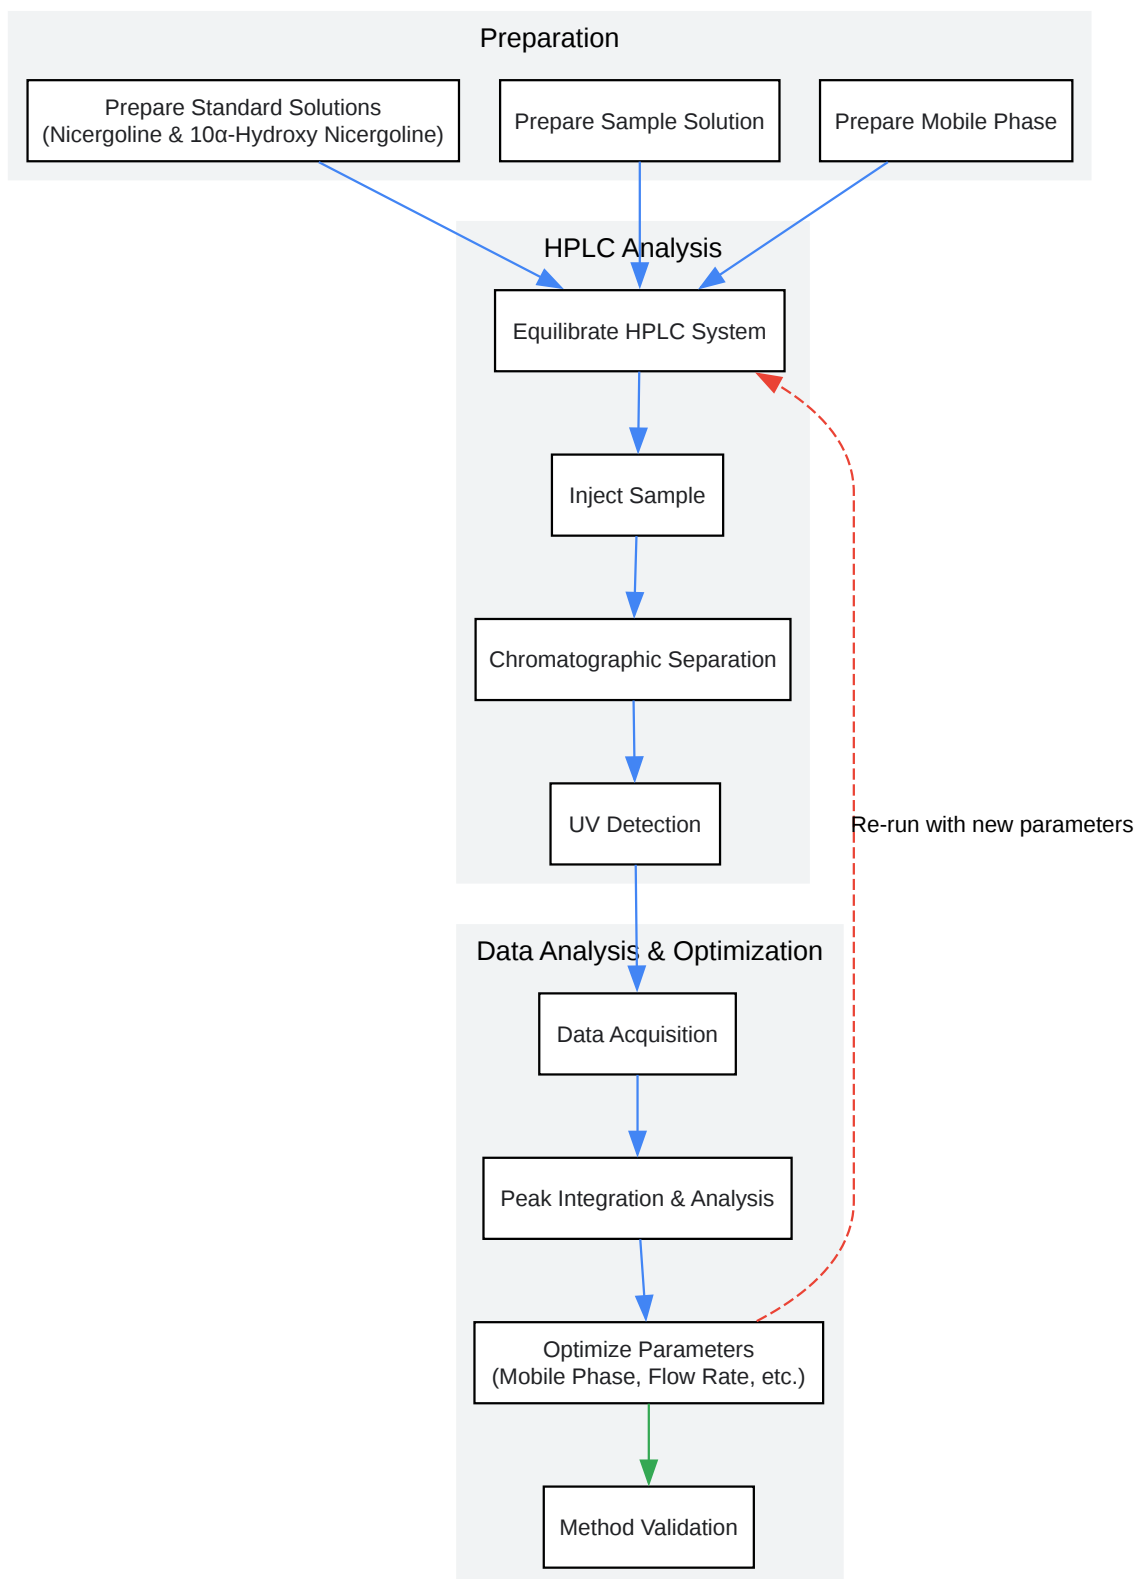 Preparation
Prepare Standard Solutions
(Nicergoline & 10α-Hydroxy Nicergoline)
Prepare Sample Solution
Prepare Mobile Phase
HPLC Analysis
Equilibrate HPLC System
Inject Sample
Chromatographic Separation
UV Detection
Re-run with new parameters
Data Analysis & Optimization
Data Acquisition
Peak Integration & Analysis
Optimize Parameters
(Mobile Phase, Flow Rate, etc.)
Method Validation